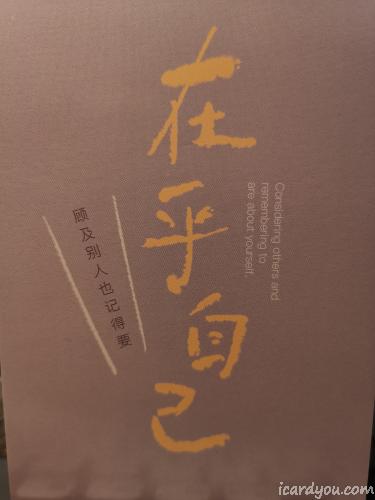 顾及别人也记得要
在乎自己
Considering others and
remembering to
are about yourself.
icardyou.com